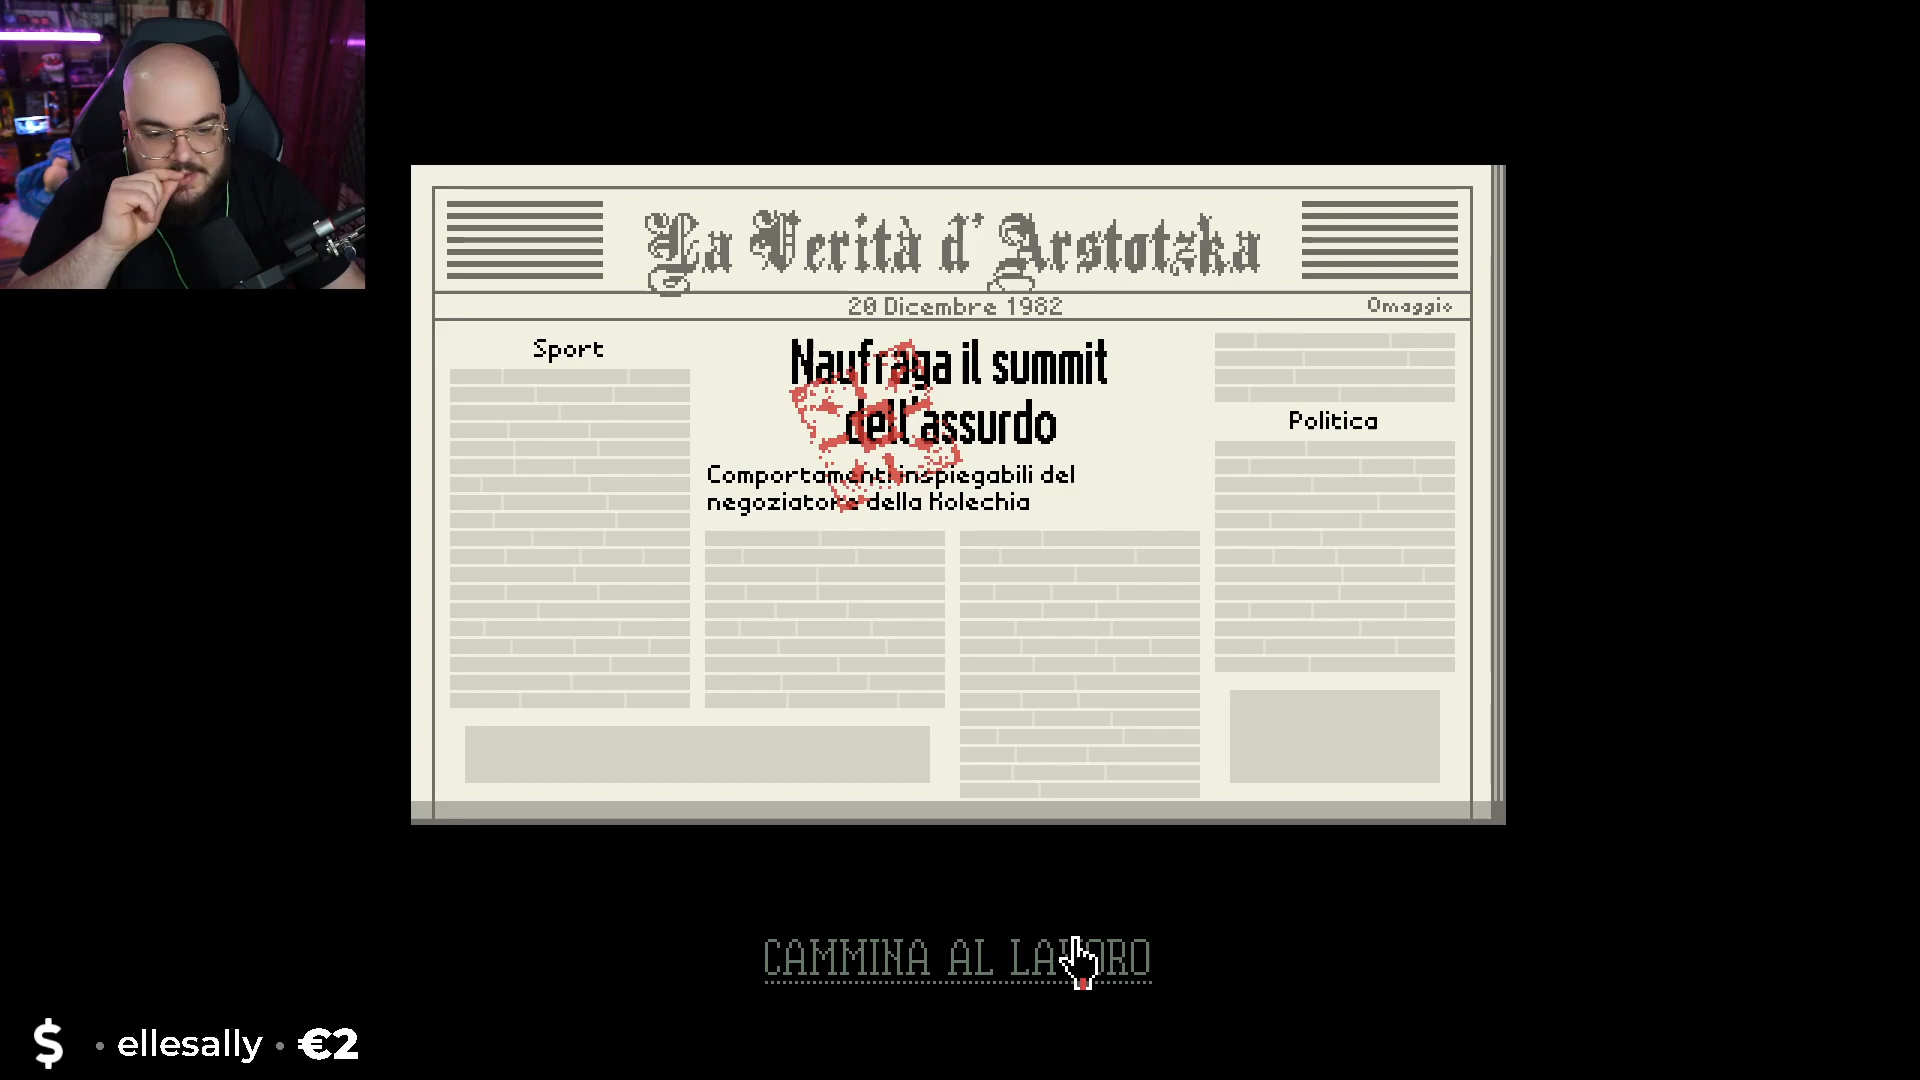 La Verità d'Arstotzka
20 Dicembre 1982
Omaggio
Sport
Naufraga il summit
dell'assurdo
Comportamenti inspiegabili del
negoziatore della Kolechia
Politica
CAMMINA AL LAVORO
$ • ellesally • €2